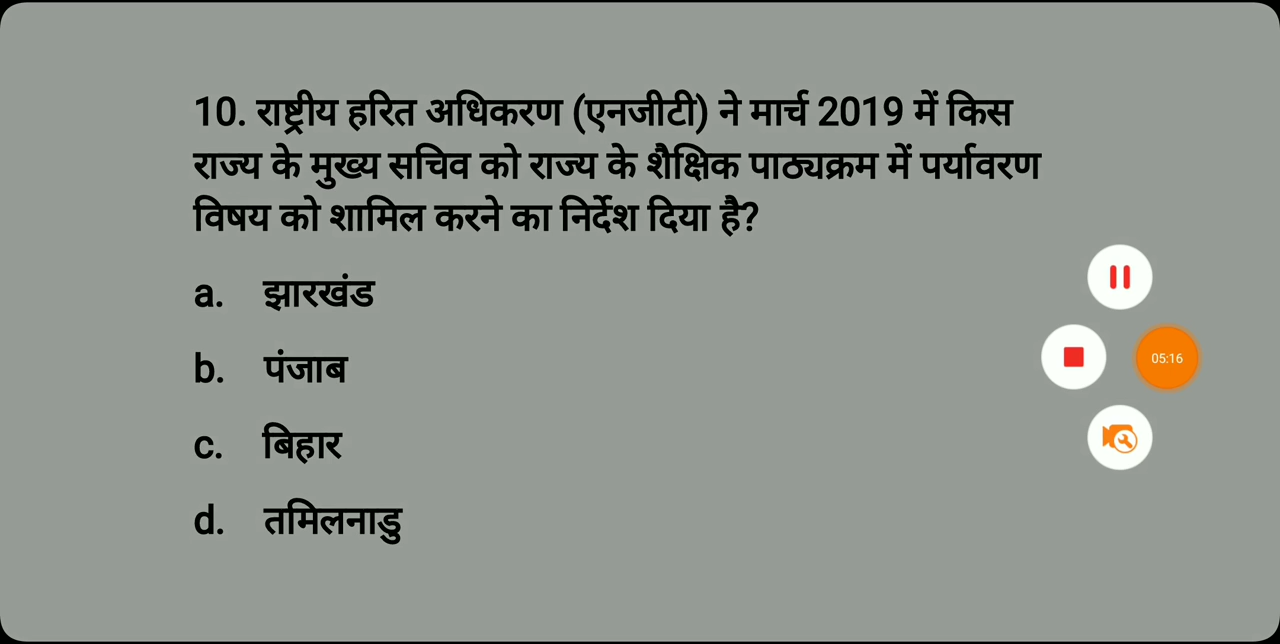 10. राष्ट्रीय हरित अधिकरण (एनजीटी) ने मार्च 2019 में किस
राज्य के मुख्य सचिव को राज्य के शैक्षिक पाठ्यक्रम में पर्यावरण
विषय को शामिल करने का निर्देश दिया है?
a. झारखंड
b. पंजाब
c. बिहार
d. तमिलनाडु
05:16